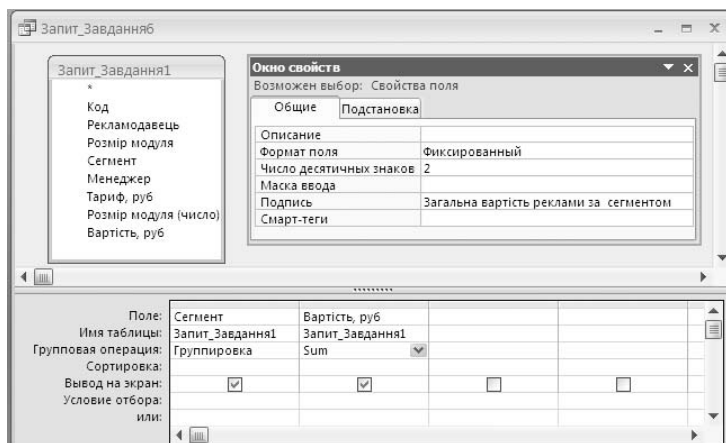 Запит_Завдання6
Запит_Завдання1
*
Код
Рекламодавець
Розмір модуля
Сегмент
Менеджер
Тариф, руб
Розмір модуля (число)
Вартість, руб
Окно свойств
Возможен выбор: Свойства поля
Общие Подстановка
Описание
Формат поля Фиксированный
Число десятичных знаков 2
Маска ввода
Подпись Загальна вартість реклами за сегментом
Смарт-теги
Поле: Сегмент Вартість, руб
Имя таблицы: Запит_Завдання1 Запит_Завдання1
Групповая операция: Группировка Sum
Сортировка:
Вывод на экран:
Условие отбора:
или: